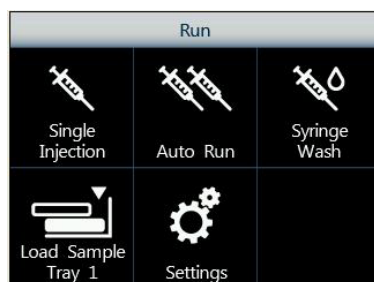 Run
Single
Injection
Auto Run
Syringe
Wash
Load Sample
Tray 1
Settings